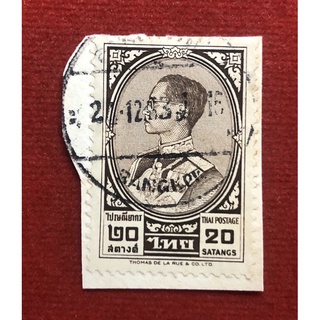 BANGKOK
ไปรษณียากร THAI POSTAGE
๒๐ ไทย 20
สตางค์ SATANGS
THOMAS DE LA RUE & CO. LTD.